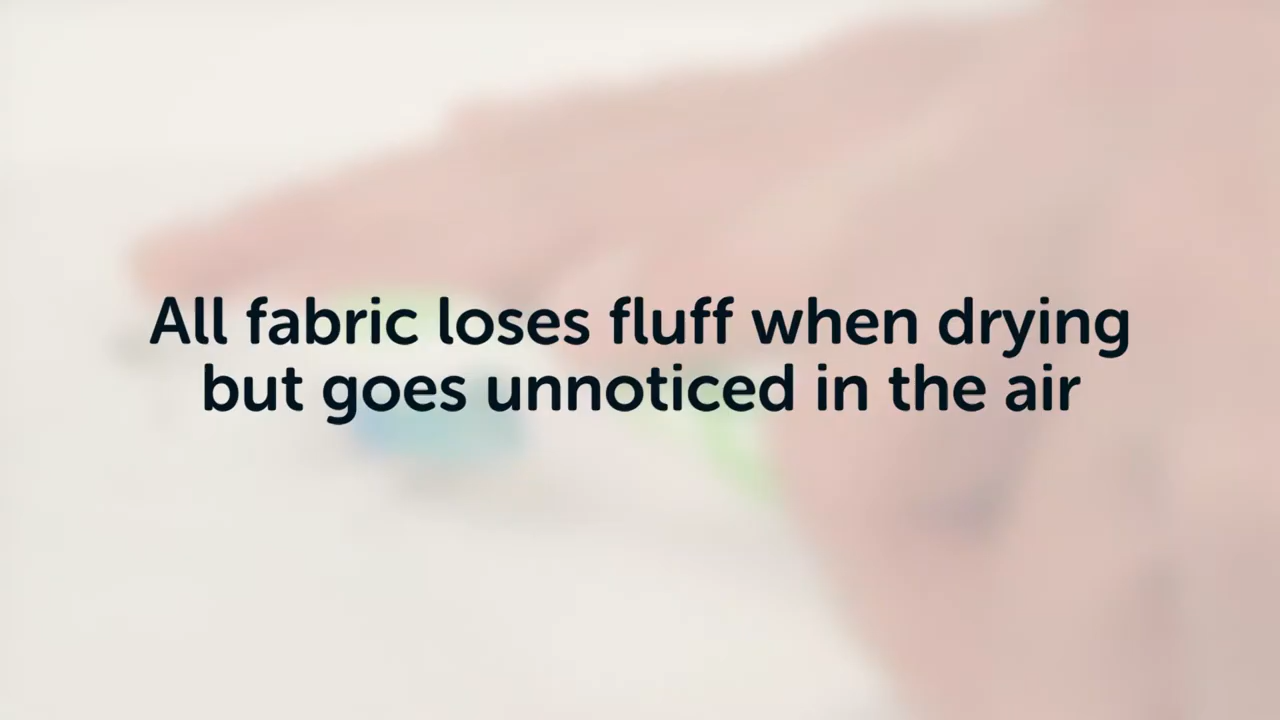 All fabric loses fluff when drying
but goes unnoticed in the air